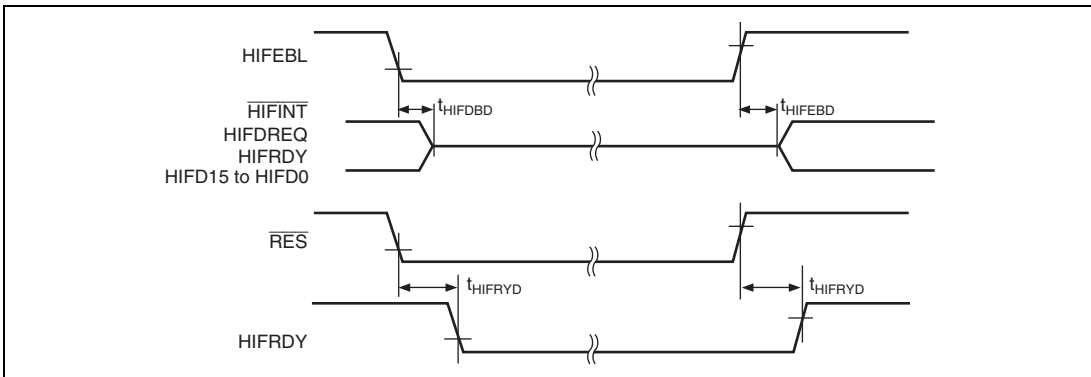 HIFEBL
tHIFDBD
tHIFEBD
HIFINT
HIFDREQ
HIFRDY
HIFD15 to HIFD0
RES
tHIFRYD
tHIFRYD
HIFRDY